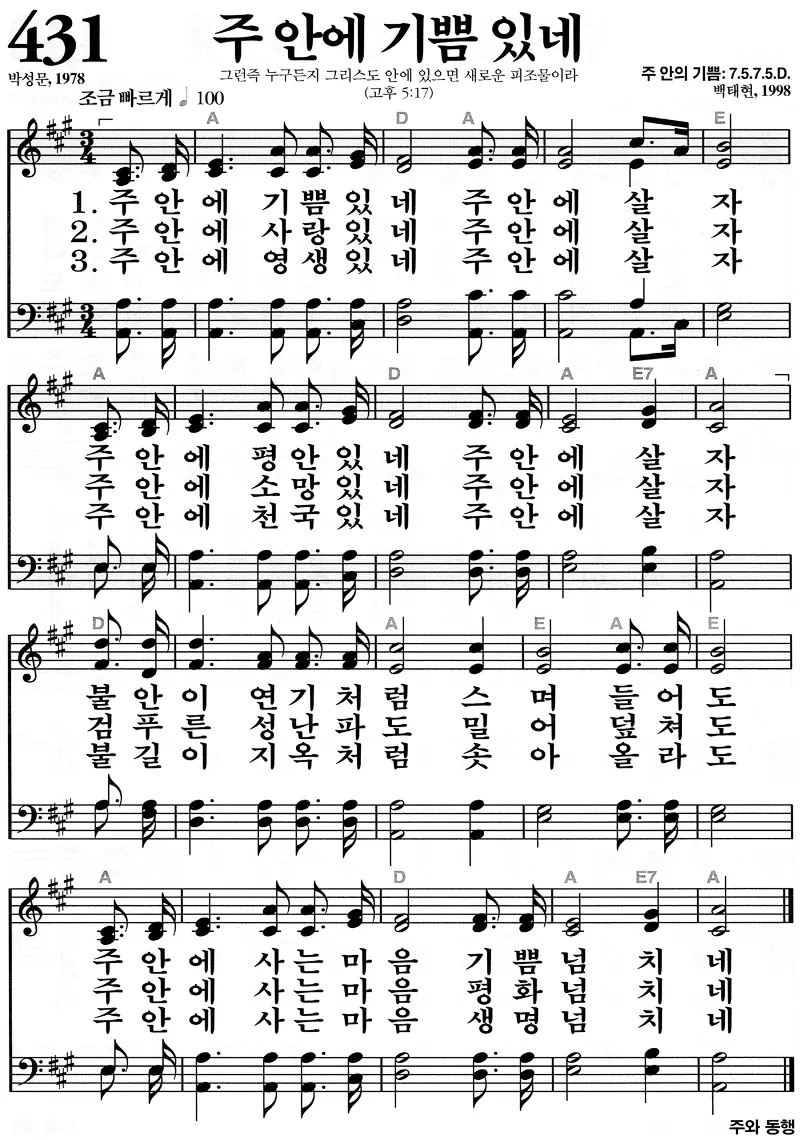 431
주 안에 기쁨 있네
박성문, 1978
그런즉 누구든지 그리스도 안에 있으면 새로운 피조물이라
(고후 5:17)
주 안의 기쁨: 7.5.7.5.D.
백태현, 1998
조금 빠르게 ♩ 100
A D A E
3/4
1. 주 안 에 기 쁨 있 네 주 안 에 살 자
2. 주 안 에 사 랑 있 네 주 안 에 살 자
3. 주 안 에 영 생 있 네 주 안 에 살 자
3/4
A D A E7 A
주 안 에 평 안 있 네 주 안 에 살 자
주 안 에 소 망 있 네 주 안 에 살 자
주 안 에 천 국 있 네 주 안 에 살 자
D A E A E
불 안 이 연 기 처 럼 스 며 들 어 도
검 푸 른 성 난 파 도 밀 어 덮 쳐 도
불 길 이 지 옥 처 럼 솟 아 올 라 도
A D A E7 A
주 안 에 사 는 마 음 기 쁨 넘 치 네
주 안 에 사 는 마 음 평 화 넘 치 네
주 안 에 사 는 마 음 생 명 넘 치 네
주와 동행